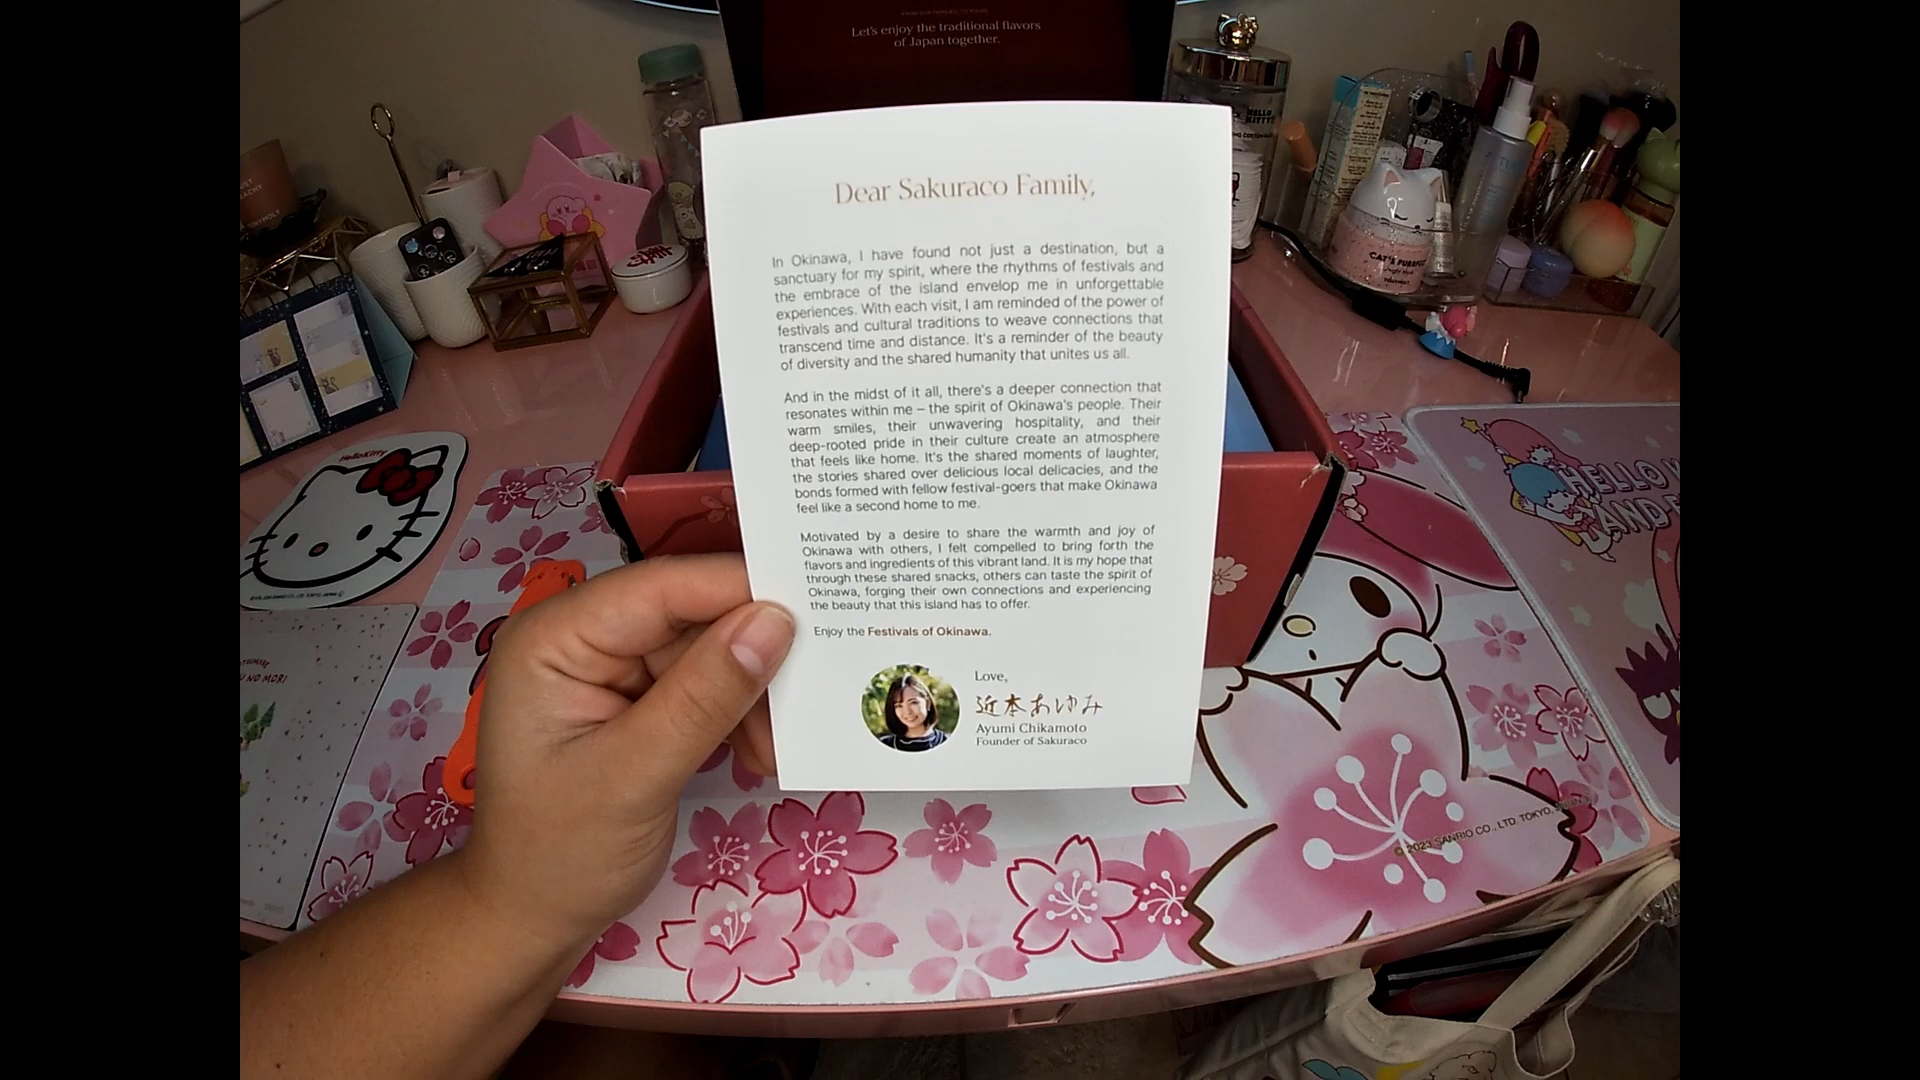 Let's enjoy the traditional flavors
of Japan together.
Dear Sakuraco Family,
In Okinawa, I have found not just a destination, but a
sanctuary for my spirit, where the rhythms of festivals and
the embrace of the island envelop me in unforgettable
experiences. With each visit, I am reminded of the power of
festivals and cultural traditions to weave connections that
transcend time and distance. It's a reminder of the beauty
of diversity and the shared humanity that unites us all.
And in the midst of it all, there's a deeper connection that
resonates within me – the spirit of Okinawa's people. Their
warm smiles, their unwavering hospitality, and their
deep-rooted pride in their culture create an atmosphere
that feels like home. It's the shared moments of laughter,
the stories shared over delicious local delicacies, and the
bonds formed with fellow festival-goers that make Okinawa
feel like a second home to me.
Motivated by a desire to share the warmth and joy of
Okinawa with others, I felt compelled to bring forth the
flavors and ingredients of this vibrant land. It is my hope that
through these shared snacks, others can taste the spirit of
Okinawa, forging their own connections and experiencing
the beauty that this island has to offer.
Enjoy the Festivals of Okinawa.
Love,
近本あゆみ
Ayumi Chikamoto
Founder of Sakuraco
HELLO
KITTY
CAT'S PURRFECT
HelloKitty
HELLO
AND
NO MORI
© 2023 SANRIO CO., LTD. TOKYO, JAPAN